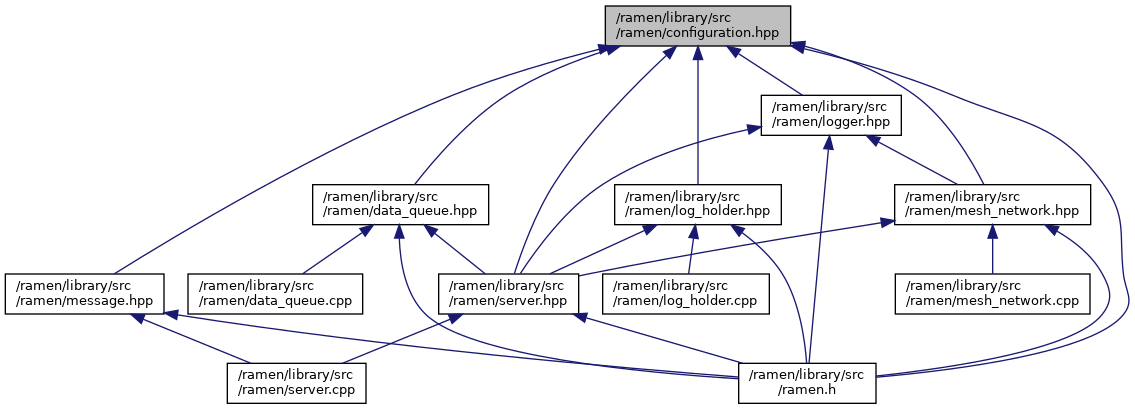 /ramen/library/src
/ramen/configuration.hpp
/ramen/library/src
/ramen/logger.hpp
/ramen/library/src
/ramen/data_queue.hpp
/ramen/library/src
/ramen/log_holder.hpp
/ramen/library/src
/ramen/mesh_network.hpp
/ramen/library/src
/ramen/message.hpp
/ramen/library/src
/ramen/data_queue.cpp
/ramen/library/src
/ramen/server.hpp
/ramen/library/src
/ramen/log_holder.cpp
/ramen/library/src
/ramen/mesh_network.cpp
/ramen/library/src
/ramen/server.cpp
/ramen/library/src
/ramen.h